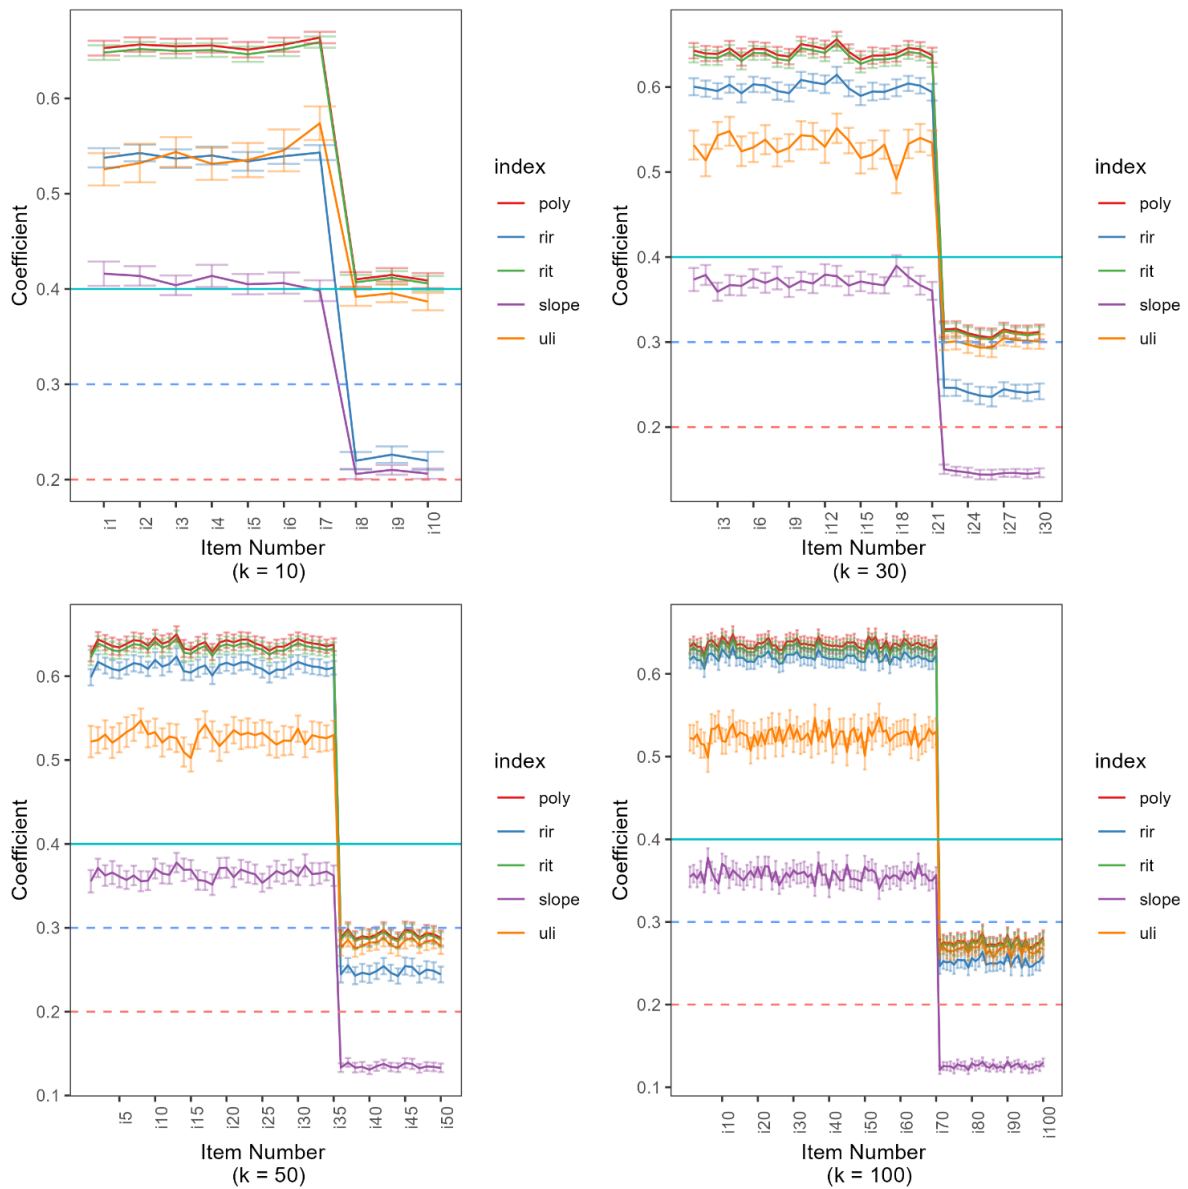 0.6
0.5
0.4
0.3
0.2
Coefficient
i1 i2 i3 i4 i5 i6 i7 i8 i9 i10
Item Number
(k = 10)
index
poly
rir
rit
slope
uli
0.6
0.5
0.4
0.3
0.2
Coefficient
i3 i6 i9 i12 i15 i18 i21 i24 i27 i30
Item Number
(k = 30)
index
poly
rir
rit
slope
uli
0.6
0.5
0.4
0.3
0.2
0.1
Coefficient
i5 i10 i15 i20 i25 i30 i35 i40 i45 i50
Item Number
(k = 50)
index
poly
rir
rit
slope
uli
0.6
0.5
0.4
0.3
0.2
0.1
Coefficient
i10 i20 i30 i40 i50 i60 i70 i80 i90 i100
Item Number
(k = 100)
index
poly
rir
rit
slope
uli